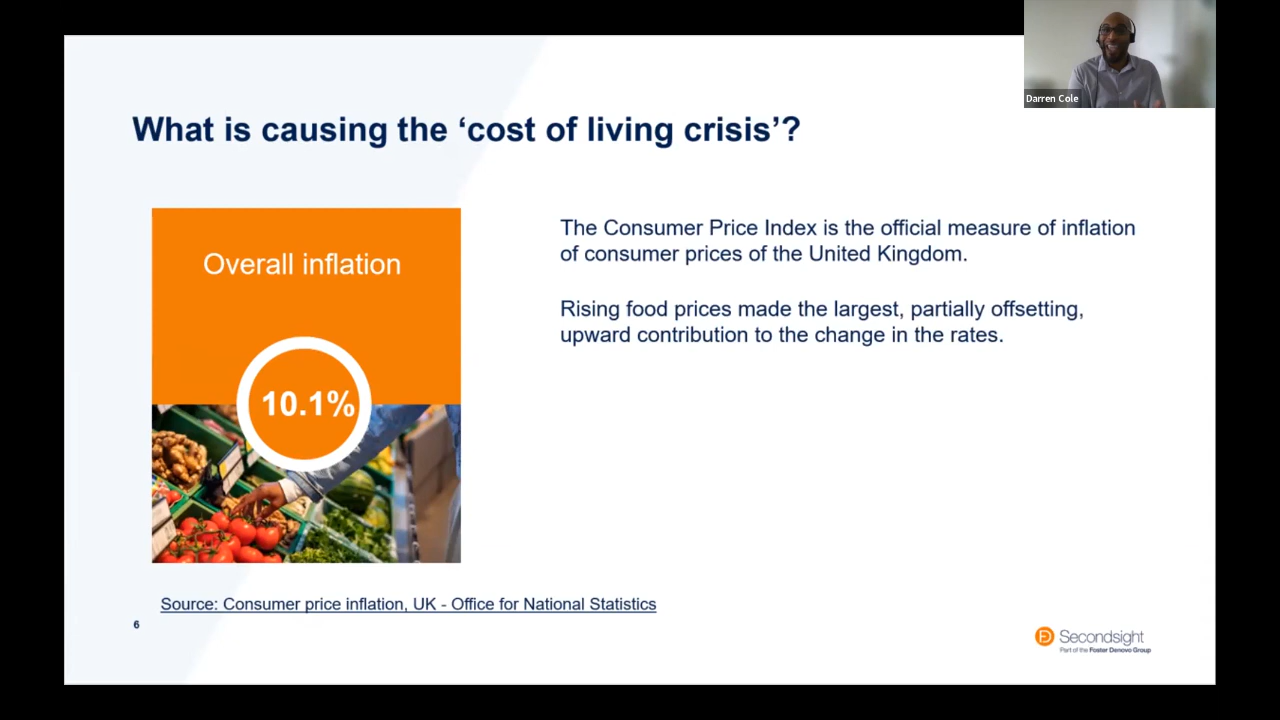 Darren Cole
What is causing the ‘cost of living crisis’?
Overall inflation
10.1%
The Consumer Price Index is the official measure of inflation
of consumer prices of the United Kingdom.
Rising food prices made the largest, partially offsetting,
upward contribution to the change in the rates.
Source: Consumer price inflation, UK - Office for National Statistics
6
Secondsight
Part of the Foster Denovo Group